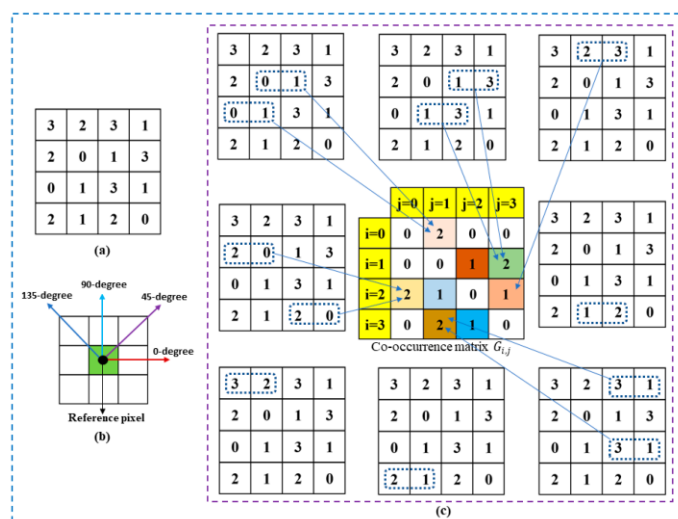 3 2 3 1
2 0 1 3
0 1 3 1
2 1 2 0
(a)
135-degree
90-degree
45-degree
0-degree
Reference pixel
(b)
3 2 3 1
2 0 1 3
0 1 3 1
2 1 2 0
3 2 3 1
2 0 1 3
0 1 3 1
2 1 2 0
3 2 3 1
2 0 1 3
0 1 3 1
2 1 2 0
3 2 3 1
2 0 1 3
0 1 3 1
2 1 2 0
j=0 j=1 j=2 j=3
i=0 0 2 0 0
i=1 0 0 1 2
i=2 2 1 0 1
i=3 0 2 1 0
Co-occurrence matrix G_{i,j}
3 2 3 1
2 0 1 3
0 1 3 1
2 1 2 0
3 2 3 1
2 0 1 3
0 1 3 1
2 1 2 0
3 2 3 1
2 0 1 3
0 1 3 1
2 1 2 0
3 2 3 1
2 0 1 3
0 1 3 1
2 1 2 0
(c)